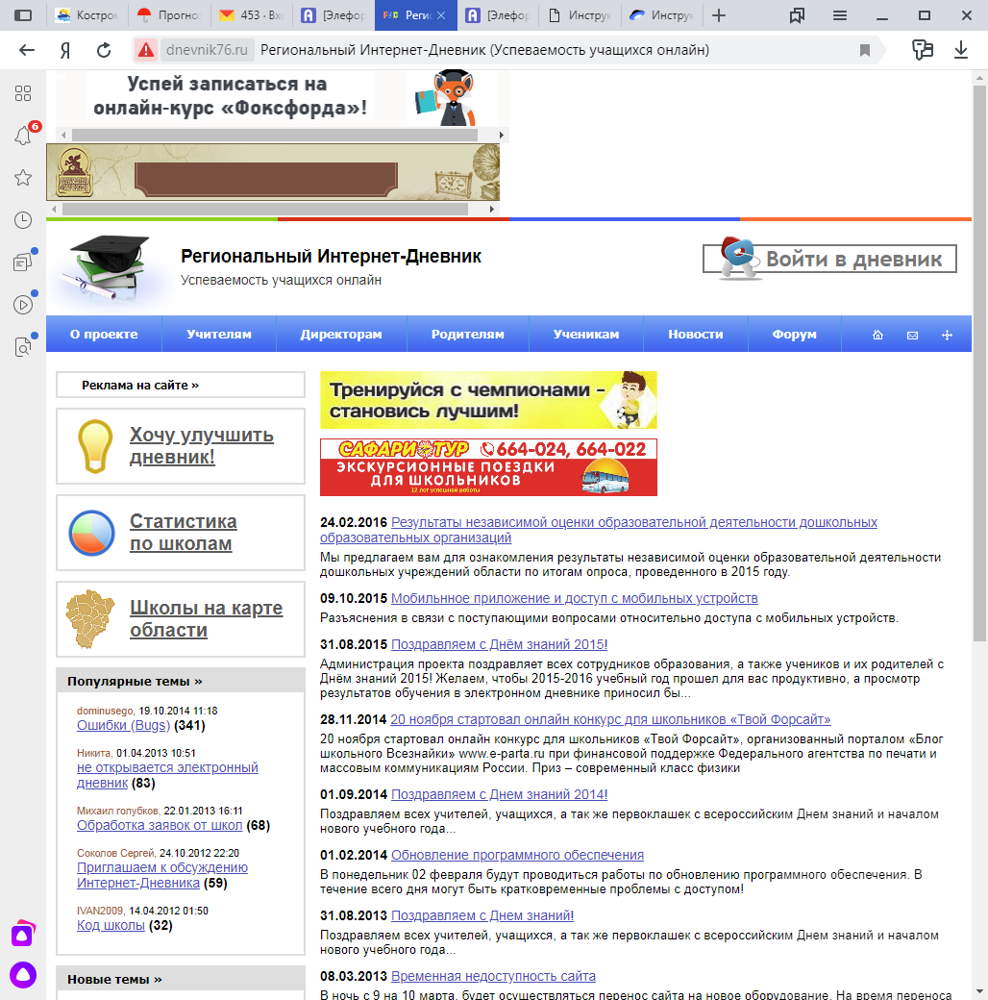 Костром
Прогноз
453 · Вх
[Элефор
Реги
[Элефор
Инструк
Инструк
dnevnik76.ru
Региональный Интернет-Дневник (Успеваемость учащихся онлайн)
6
Успей записаться на
онлайн-курс «Фоксфорда»!
Региональный Интернет-Дневник
Успеваемость учащихся онлайн
Войти в дневник
О проекте
Учителям
Директорам
Родителям
Ученикам
Новости
Форум
Реклама на сайте »
Хочу улучшить
дневник!
Статистика
по школам
Школы на карте
области
Популярные темы »
dominusego, 19.10.2014 11:18
Ошибки (Bugs) (341)
Никита, 01.04.2013 10:51
не открывается электронный
дневник (83)
Михаил голубков, 22.01.2013 16:11
Обработка заявок от школ (68)
Соколов Сергей, 24.10.2012 22:20
Приглашаем к обсуждению
Интернет-Дневника (59)
IVAN2009, 14.04.2012 01:50
Код школы (32)
Новые темы »
Тренируйся с чемпионами –
становись лучшим!
САФАРИ ТУР 664-024, 664-022
ЭКСКУРСИОННЫЕ ПОЕЗДКИ
ДЛЯ ШКОЛЬНИКОВ
12 лет успешной работы
24.02.2016 Результаты независимой оценки образовательной деятельности дошкольных
образовательных организаций
Мы предлагаем вам для ознакомления результаты независимой оценки образовательной деятельности
дошкольных учреждений области по итогам опроса, проведенного в 2015 году.
09.10.2015 Мобильнное приложение и доступ с мобильных устройств
Разъяснения в связи с поступающими вопросами относительно доступа с мобильных устройств.
31.08.2015 Поздравляем с Днём знаний 2015!
Администрация проекта поздравляет всех сотрудников образования, а также учеников и их родителей с
Днём знаний 2015! Желаем, чтобы 2015-2016 учебный год прошел для вас продуктивно, а просмотр
результатов обучения в электронном дневнике приносил бы...
28.11.2014 20 ноября стартовал онлайн конкурс для школьников «Твой Форсайт»
20 ноября стартовал онлайн конкурс для школьников «Твой Форсайт», организованный порталом «Блог
школьного Всезнайки» www.e-parta.ru при финансовой поддержке Федерального агентства по печати и
массовым коммуникациям России. Приз – современный класс физики
01.09.2014 Поздравляем с Днем знаний 2014!
Поздравляем всех учителей, учащихся, а так же первоклашек с всероссийским Днем знаний и началом
нового учебного года...
01.02.2014 Обновление программного обеспечения
В понедельник 02 февраля будут проводиться работы по обновлению программного обеспечения. В
течение всего дня могут быть кратковременные проблемы с доступом!
31.08.2013 Поздравляем с Днем знаний!
Поздравляем всех учителей, учащихся, а так же первоклашек с всероссийским Днем знаний и началом
нового учебного года...
08.03.2013 Временная недоступность сайта
В ночь с 9 на 10 марта, будет осуществляться перенос сайта на новое оборудование. На время переноса